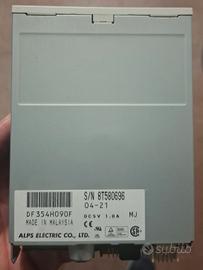 S/N 8T580696
04-21
DF354H090F
MADE IN MALAYSIA
DC5V 1.0A
MJ
ALPS ELECTRIC CO., LTD.
subito